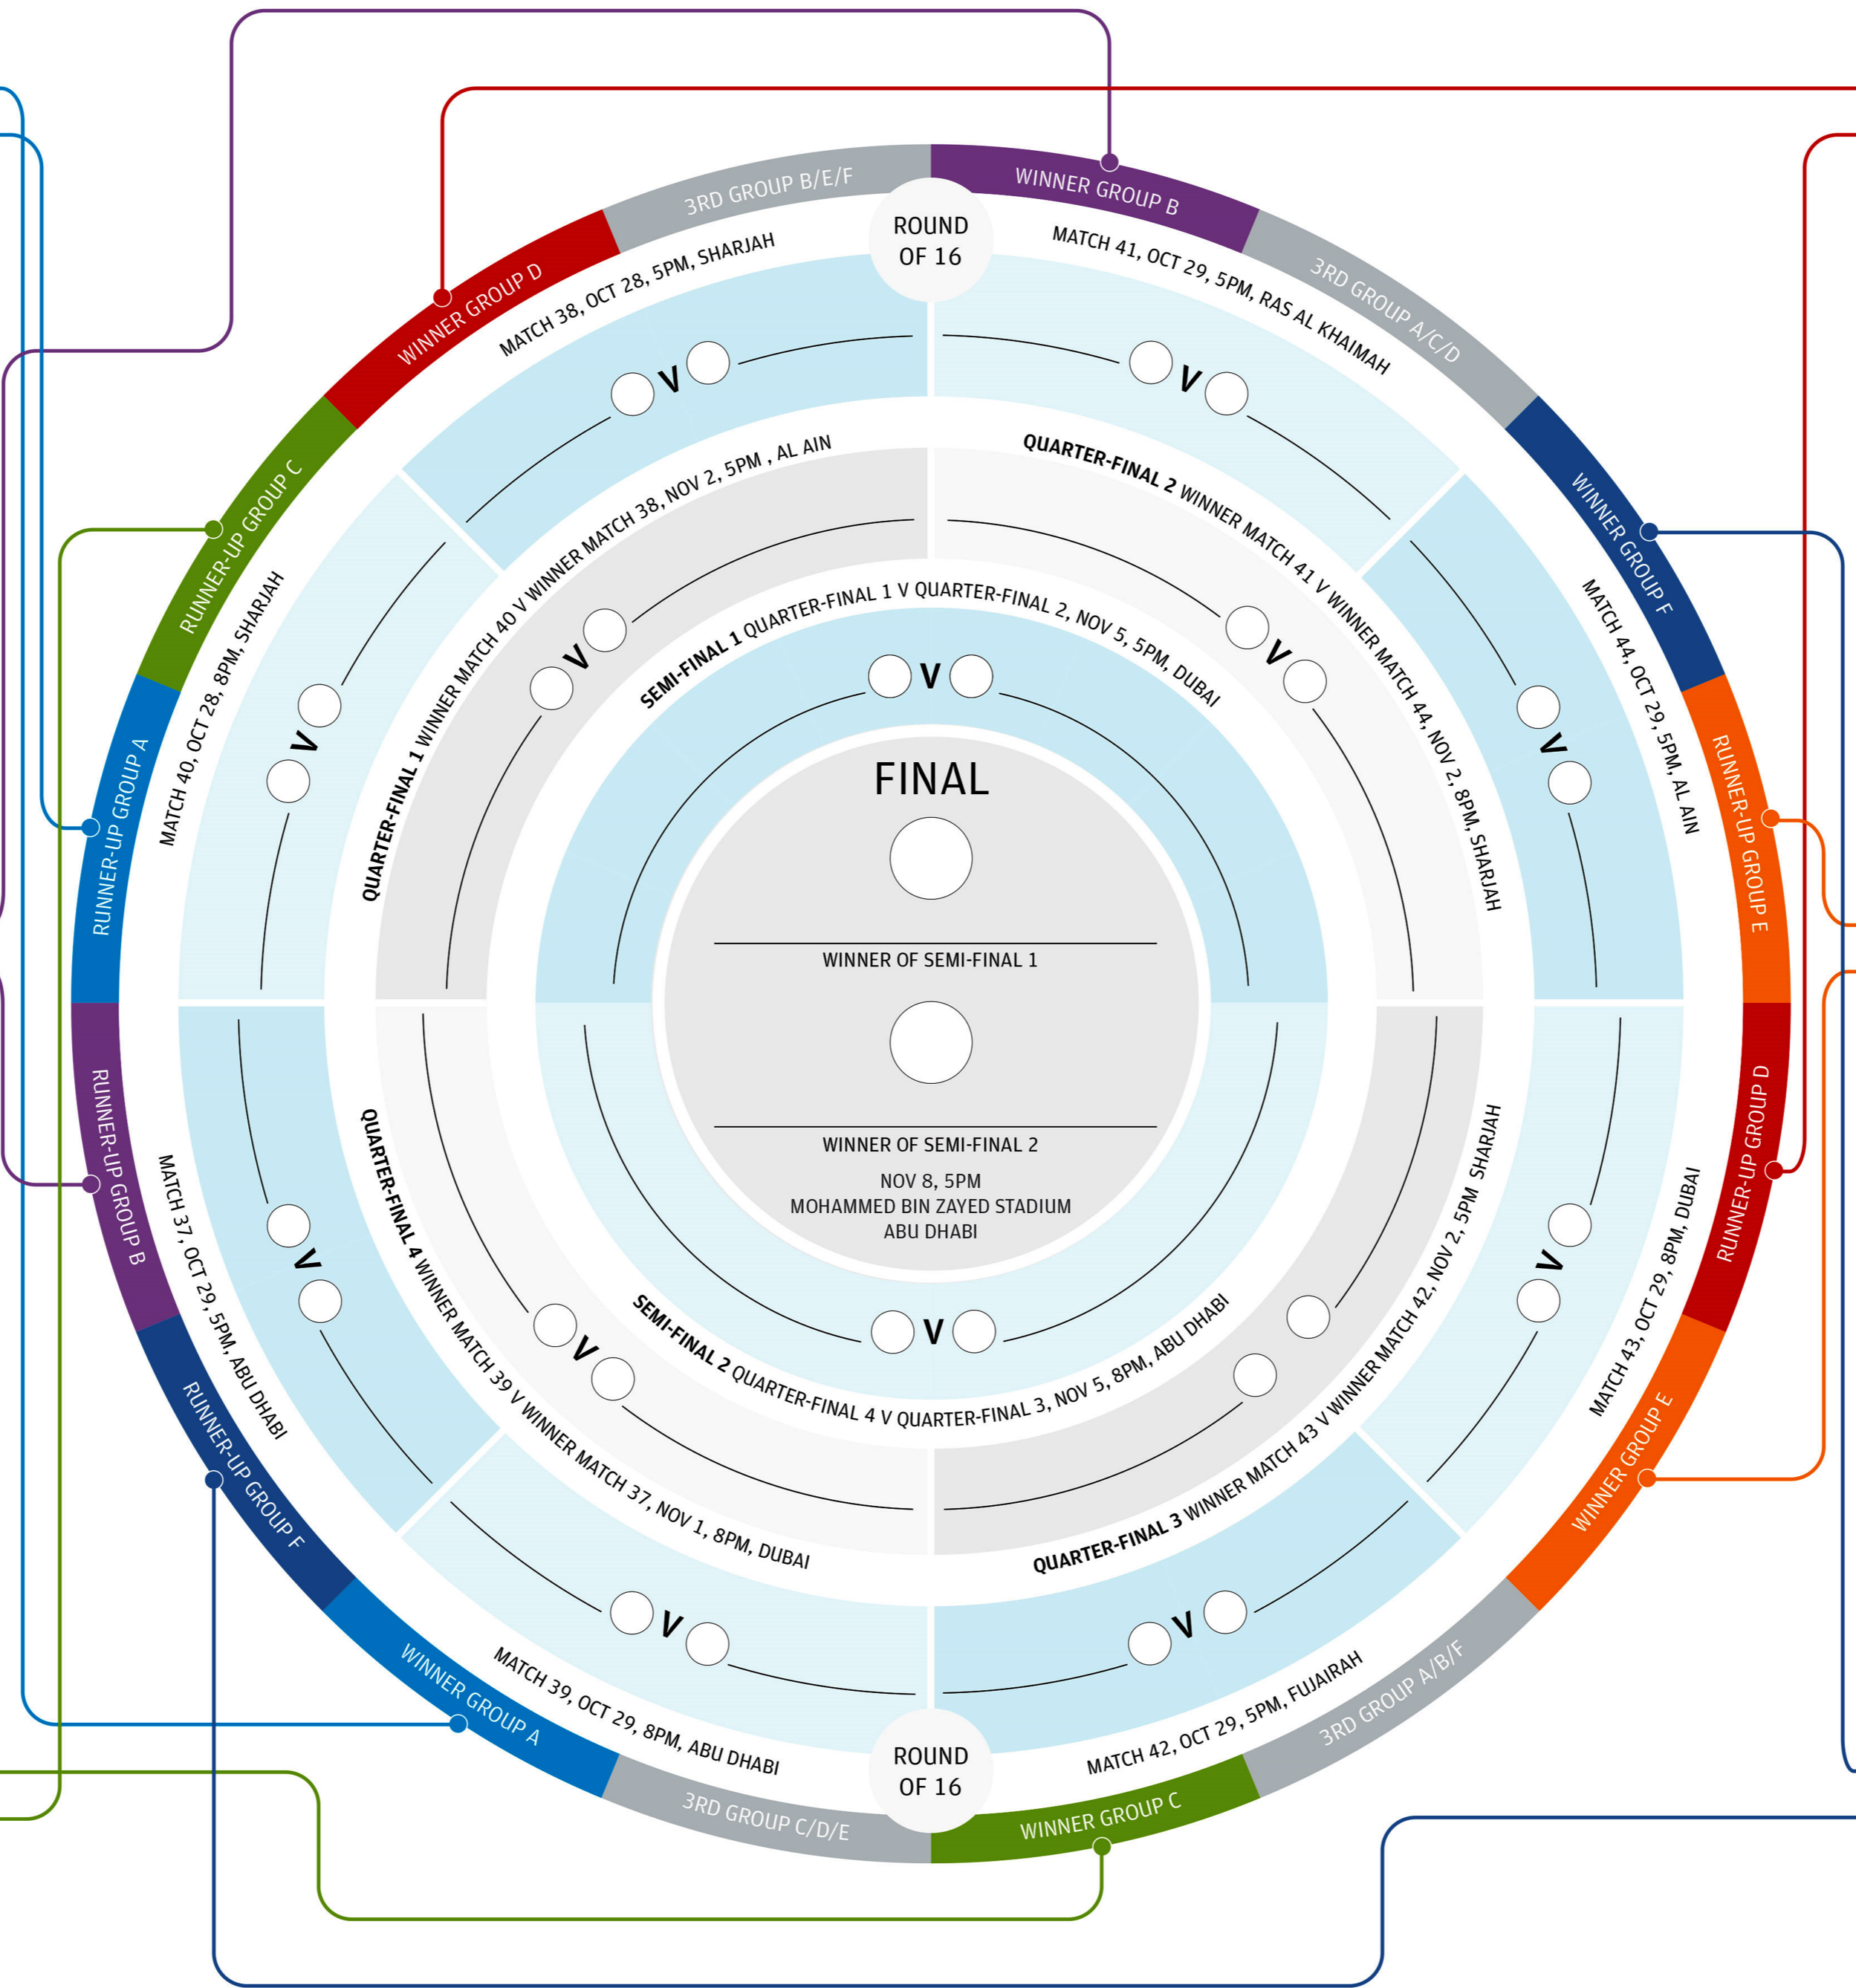 WINNER GROUP B
3RD GROUP A/C/D
WINNER GROUP F
RUNNER-UP GROUP E
RUNNER-UP GROUP D
WINNER GROUP E
3RD GROUP A/B/F
WINNER GROUP C
3RD GROUP C/D/E
WINNER GROUP A
RUNNER-UP GROUP F
RUNNER-UP GROUP B
RUNNER-UP GROUP A
RUNNER-UP GROUP C
WINNER GROUP D
3RD GROUP B/E/F
ROUND
OF 16
MATCH 41, OCT 29, 5PM, RAS AL KHAIMAH
V
MATCH 44, OCT 29, 5PM, AL AIN
V
MATCH 43, OCT 29, 8PM, DUBAI
V
MATCH 42, OCT 29, 5PM, FUJAIRAH
V
ROUND
OF 16
MATCH 39, OCT 29, 8PM, ABU DHABI
V
MATCH 37, OCT 29, 5PM, ABU DHABI
V
MATCH 40, OCT 28, 8PM, SHARJAH
V
MATCH 38, OCT 28, 5PM, SHARJAH
V
QUARTER-FINAL 1 WINNER MATCH 40 V WINNER MATCH 38, NOV 2, 5PM , AL AIN
V
QUARTER-FINAL 2 WINNER MATCH 41 V WINNER MATCH 44, NOV 2, 8PM, SHARJAH
V
QUARTER-FINAL 3 WINNER MATCH 43 V WINNER MATCH 42, NOV 2, 5PM SHARJAH
QUARTER-FINAL 4 WINNER MATCH 39 V WINNER MATCH 37, NOV 1, 8PM, DUBAI
V
SEMI-FINAL 1 QUARTER-FINAL 1 V QUARTER-FINAL 2, NOV 5, 5PM, DUBAI
V
FINAL
WINNER OF SEMI-FINAL 1
WINNER OF SEMI-FINAL 2
NOV 8, 5PM
MOHAMMED BIN ZAYED STADIUM
ABU DHABI
V
SEMI-FINAL 2 QUARTER-FINAL 4 V QUARTER-FINAL 3, NOV 5, 8PM, ABU DHABI